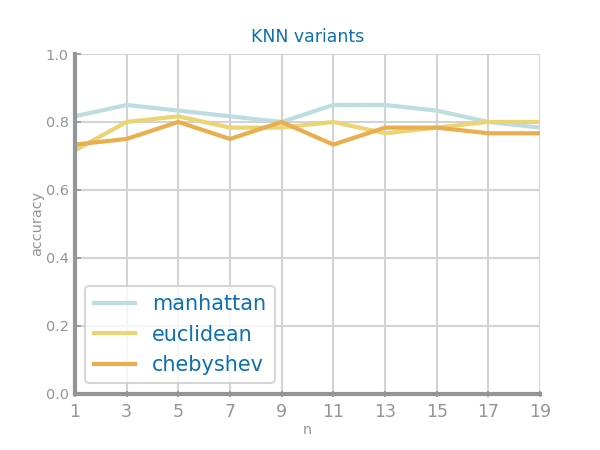 KNN variants
1.0
0.8
0.6
0.4
0.2
0.0
accuracy
manhattan
euclidean
chebyshev
1 3 5 7 9 11 13 15 17 19
n